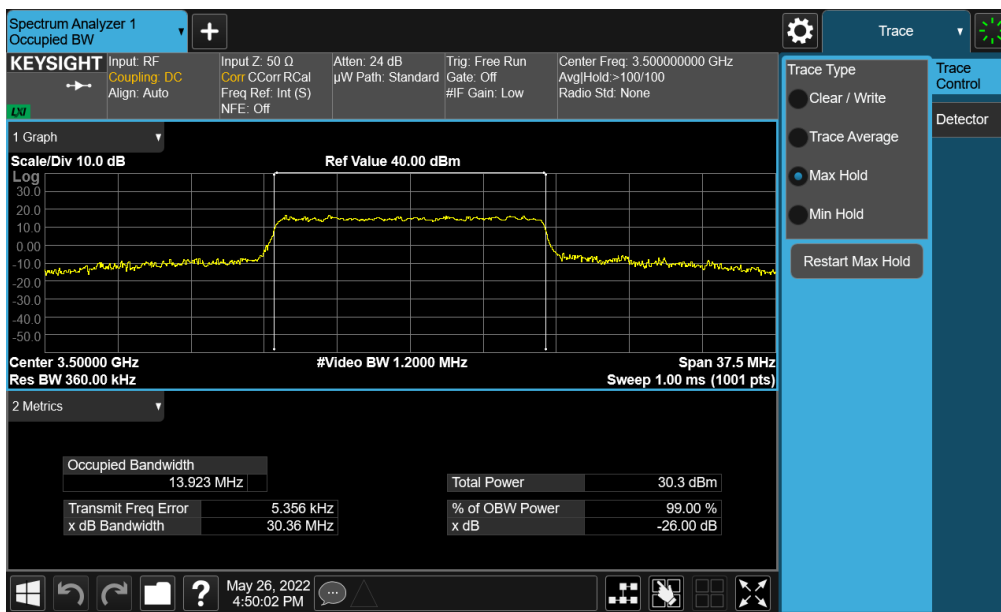 Spectrum Analyzer 1
Occupied BW
+
Trace
KEYSIGHT
LXI
Input: RF
Coupling: DC
Align: Auto
Input Z: 50 Ω
Corr CCorr RCal
Freq Ref: Int (S)
NFE: Off
Atten: 24 dB
µW Path: Standard
Trig: Free Run
Gate: Off
#IF Gain: Low
Center Freq: 3.500000000 GHz
Avg|Hold:>100/100
Radio Std: None
Trace Type
Clear / Write
Trace Average
Max Hold
Min Hold
Restart Max Hold
Trace
Control
Detector
1 Graph
Scale/Div 10.0 dB
Ref Value 40.00 dBm
Log
30.0
20.0
10.0
0.00
-10.0
-20.0
-30.0
-40.0
-50.0
Center 3.50000 GHz
#Video BW 1.2000 MHz
Span 37.5 MHz
Res BW 360.00 kHz
Sweep 1.00 ms (1001 pts)
2 Metrics
Occupied Bandwidth
13.923 MHz
Total Power 30.3 dBm
Transmit Freq Error 5.356 kHz
% of OBW Power 99.00 %
x dB Bandwidth 30.36 MHz
x dB -26.00 dB
?
May 26, 2022
4:50:02 PM